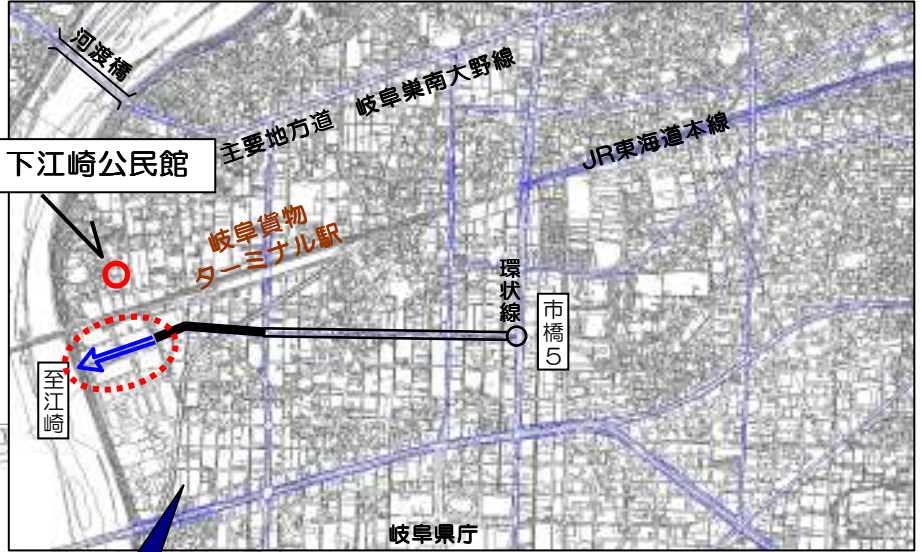 河渡橋
主要地方道　岐阜巣南大野線
JR東海道本線
下江崎公民館
岐阜貨物
ターミナル駅
環状線
市橋5
至江崎
岐阜県庁